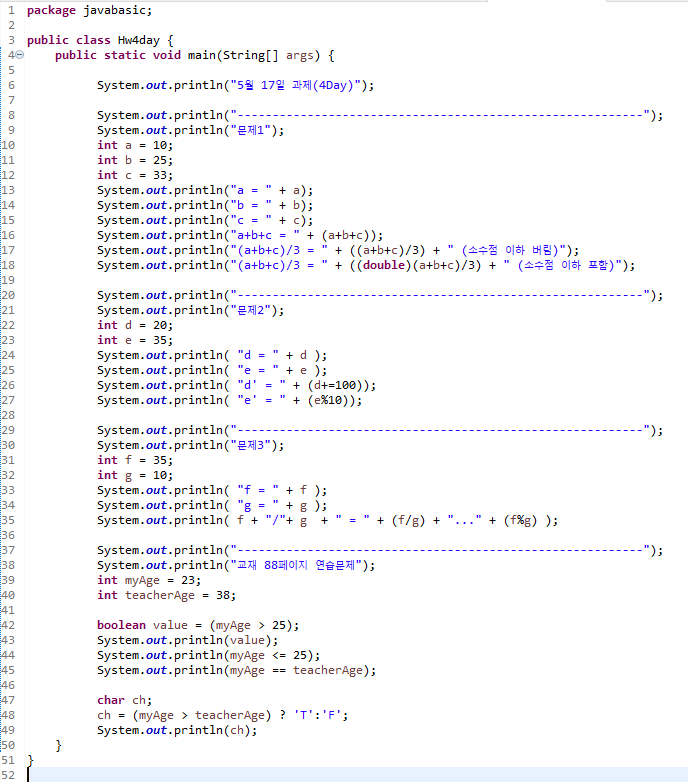 1 package javabasic;
2
3 public class Hw4day {
4 public static void main(String[] args) {
5
6 System.out.println("5월 17일 과제(4Day)");
7
8 System.out.println("------------------------------------------------------");
9 System.out.println("문제1");
10 int a = 10;
11 int b = 25;
12 int c = 33;
13 System.out.println("a = " + a);
14 System.out.println("b = " + b);
15 System.out.println("c = " + c);
16 System.out.println("a+b+c = " + (a+b+c));
17 System.out.println("(a+b+c)/3 = " + ((a+b+c)/3) + " (소수점 이하 버림)");
18 System.out.println("(a+b+c)/3 = " + ((double)(a+b+c)/3) + " (소수점 이하 포함)");
19
20 System.out.println("------------------------------------------------------");
21 System.out.println("문제2");
22 int d = 20;
23 int e = 35;
24 System.out.println( "d = " + d );
25 System.out.println( "e = " + e );
26 System.out.println( "d' = " + (d+=100));
27 System.out.println( "e' = " + (e%10));
28
29 System.out.println("------------------------------------------------------");
30 System.out.println("문제3");
31 int f = 35;
32 int g = 10;
33 System.out.println( "f = " + f );
34 System.out.println( "g = " + g );
35 System.out.println( f + "/"+ g  + " = " + (f/g) + "..." + (f%g) );
36
37 System.out.println("------------------------------------------------------");
38 System.out.println("교재 88페이지 연습문제");
39 int myAge = 23;
40 int teacherAge = 38;
41
42 boolean value = (myAge > 25);
43 System.out.println(value);
44 System.out.println(myAge <= 25);
45 System.out.println(myAge == teacherAge);
46
47 char ch;
48 ch = (myAge > teacherAge) ? 'T':'F';
49 System.out.println(ch);
50 }
51 }
52